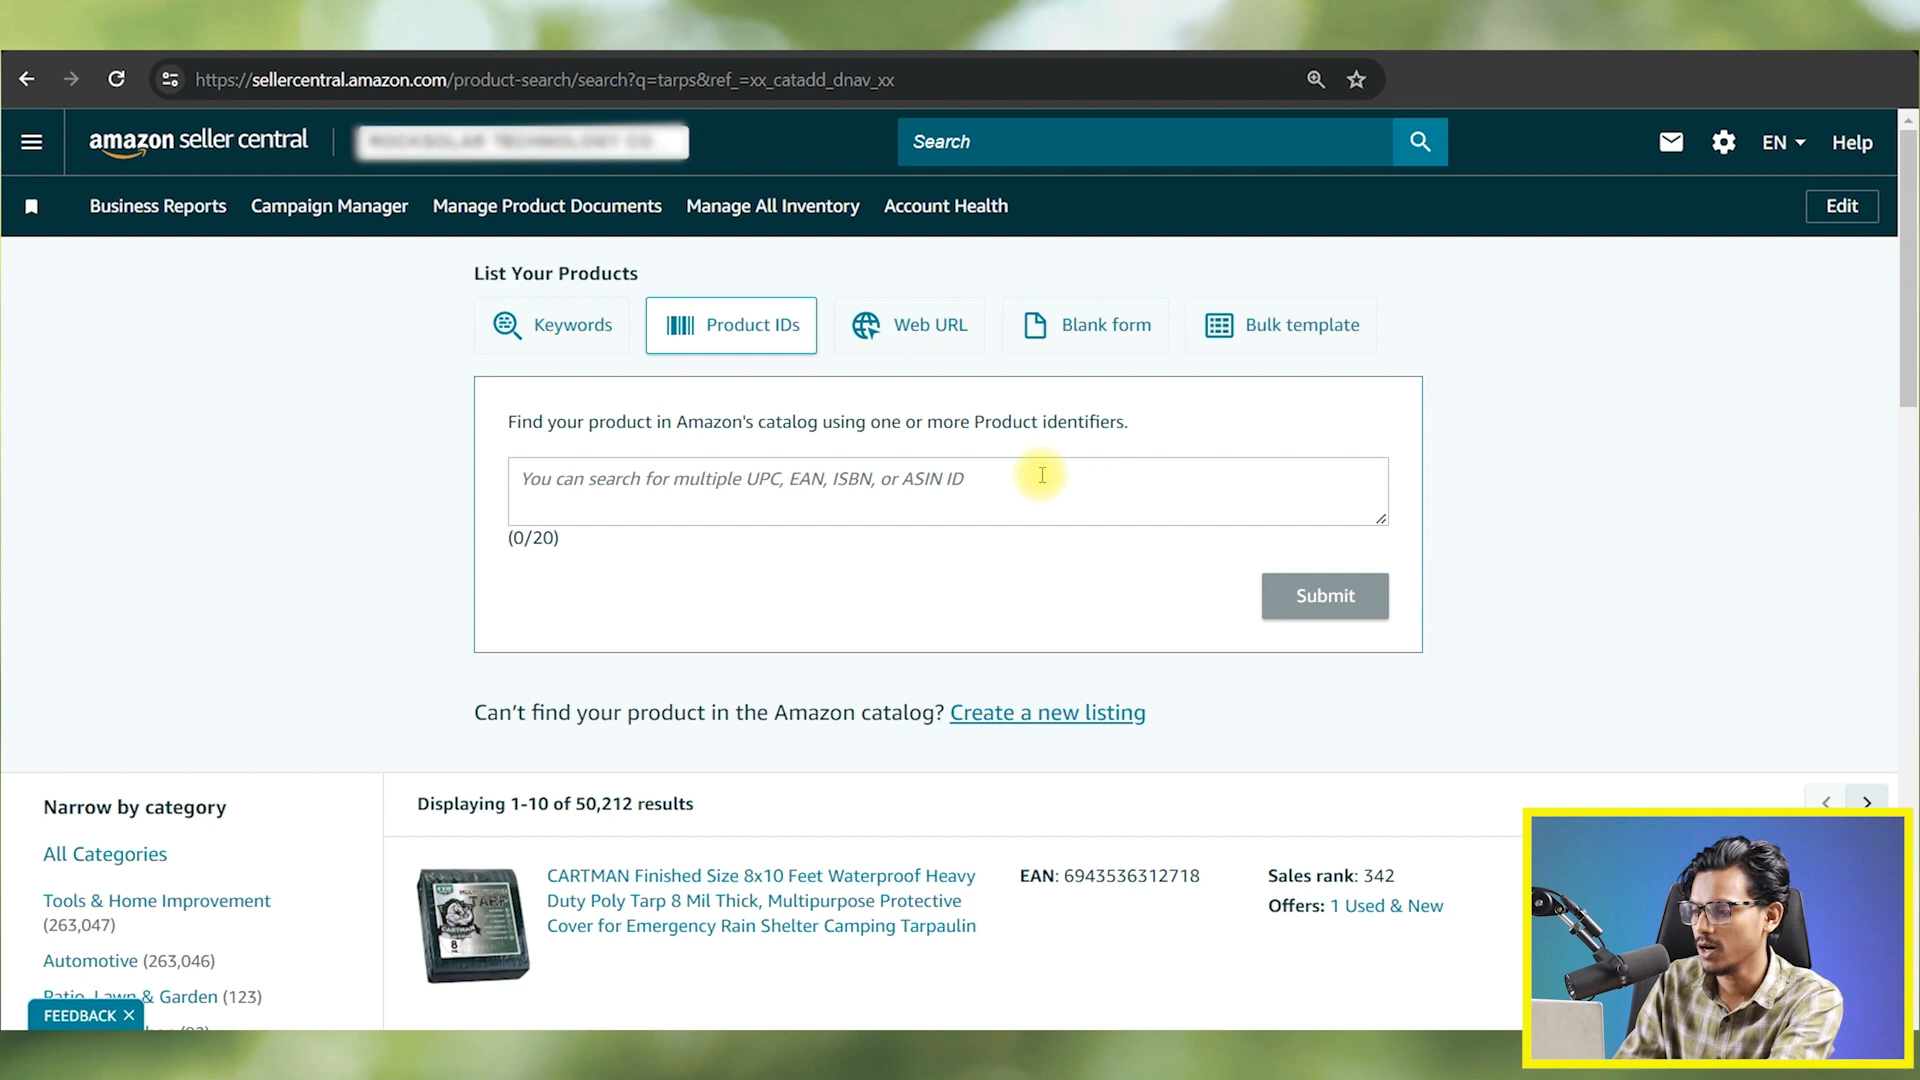 https://sellercentral.amazon.com/product-search/search?q=tarps&ref_=xx_catadd_dnav_xx
amazon seller central
Search
EN
Help
Business Reports
Campaign Manager
Manage Product Documents
Manage All Inventory
Account Health
Edit
List Your Products
Keywords
Product IDs
Web URL
Blank form
Bulk template
Find your product in Amazon's catalog using one or more Product identifiers.
You can search for multiple UPC, EAN, ISBN, or ASIN ID
(0/20)
Submit
Can't find your product in the Amazon catalog? Create a new listing
Narrow by category
All Categories
Tools & Home Improvement
(263,047)
Automotive (263,046)
Patio, Lawn & Garden (123)
FEEDBACK
Displaying 1-10 of 50,212 results
CARTMAN Finished Size 8x10 Feet Waterproof Heavy
Duty Poly Tarp 8 Mil Thick, Multipurpose Protective
Cover for Emergency Rain Shelter Camping Tarpaulin
EAN: 6943536312718
Sales rank: 342
Offers: 1 Used & New
TARP
CARTMAN
8